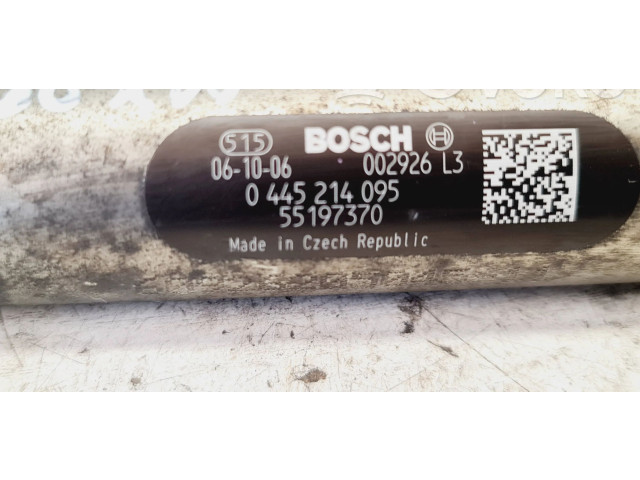 515 BOSCH
06-10-06 002926 L3
0 445 214 095
55197370
Made in Czech Republic